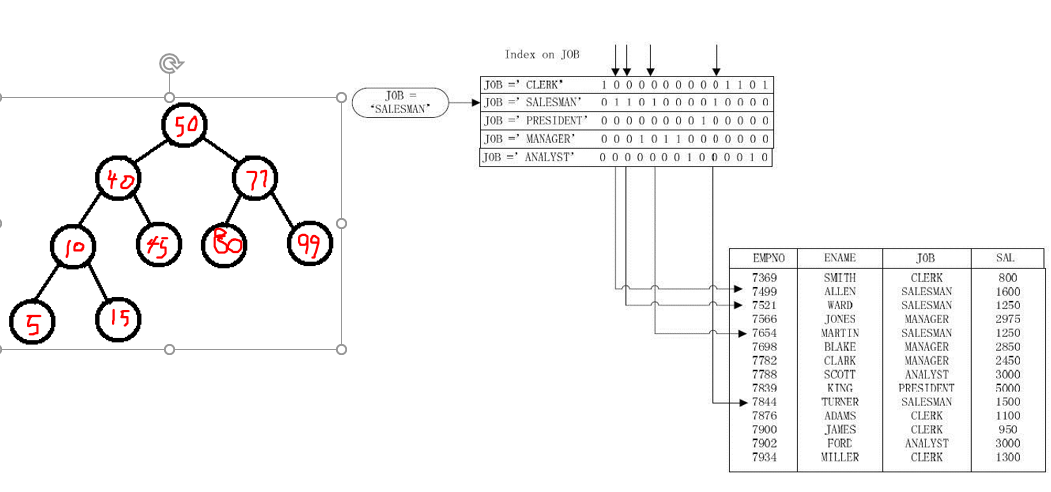 50
40 77
10 45 99
5 15
Index on JOB
JOB =
“SALESMAN”
JOB =’ CLERK” 1 0 0 0 0 0 0 0 0 0 1 1 0 1
JOB =’ SALESMAN’ 0 1 1 0 1 0 0 0 0 1 0 0 0 0
JOB =’ PRESIDENT’ 0 0 0 0 0 0 0 0 1 0 0 0 0 0
JOB =’ MANAGER’ 0 0 0 1 0 1 1 0 0 0 0 0 0 0
JOB =’ ANALYST’ 0 0 0 0 0 0 0 1 0 0 0 0 1 0
EMPNO ENAME JOB SAL
7369 SMITH CLERK 800
7499 ALLEN SALESMAN 1600
7521 WARD SALESMAN 1250
7566 JONES MANAGER 2975
7654 MARTIN SALESMAN 1250
7698 BLAKE MANAGER 2850
7782 CLARK MANAGER 2450
7788 SCOTT ANALYST 3000
7839 KING PRESIDENT 5000
7844 TURNER SALESMAN 1500
7876 ADAMS CLERK 1100
7900 JAMES CLERK 950
7902 FORD ANALYST 3000
7934 MILLER CLERK 1300